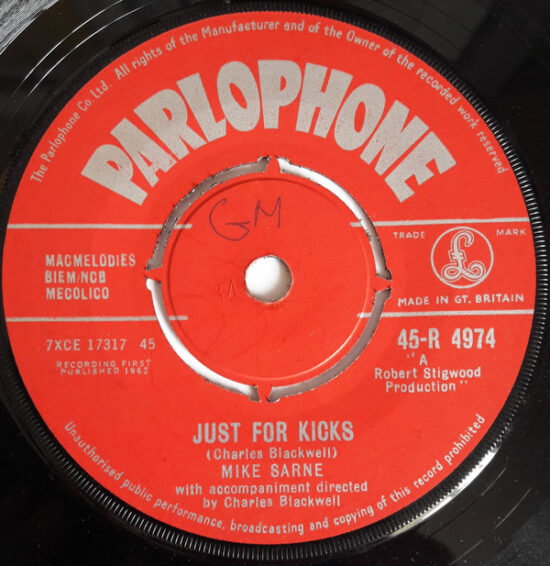 The Parlophone Co. Ltd. All rights of the Manufacturer and of the Owner of the recorded work reserved
PARLOPHONE
GM
M
TRADE MARK
£
MAGMELODIES
BIEM/NCB
MECOLICO
MADE IN GT. BRITAIN
7XCE 17317 45
RECORDING FIRST
PUBLISHED 1962
45-R 4974
"A
Robert Stigwood
Production"
JUST FOR KICKS
(Charles Blackwell)
MIKE SARNE
with accompaniment directed
by Charles Blackwell
Unauthorised public performance, broadcasting and copying of this record prohibited